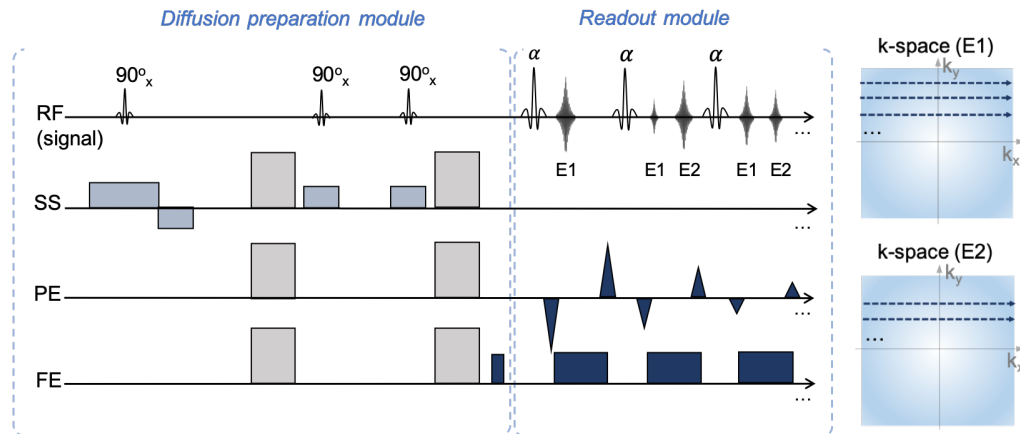 Diffusion preparation module
Readout module
90°x 90°x 90°x
α α α
RF
(signal)
E1 E1 E2 E1 E2
...
SS
...
PE
...
FE
...
k-space (E1)
ky
...
kx
k-space (E2)
ky
...
kx